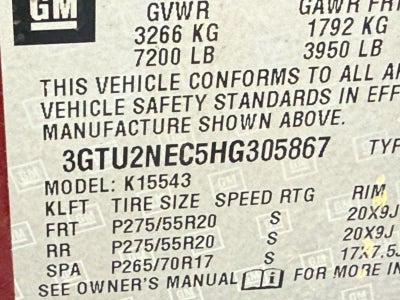 GM
GVWR GAWR FRT
3266 KG 1792 KG
7200 LB 3950 LB
THIS VEHICLE CONFORMS TO ALL AP
VEHICLE SAFETY STANDARDS IN EFF
MANUFACTURE SHOWN ABOVE.
3GTU2NEC5HG305867 TYP
MODEL: K15543
KLFT TIRE SIZE SPEED RTG RIM
FRT P275/55R20 S 20X9J
RR P275/55R20 S 20X9J
SPA P265/70R17 S 17X7.5J
SEE OWNER'S MANUAL i FOR MORE IN